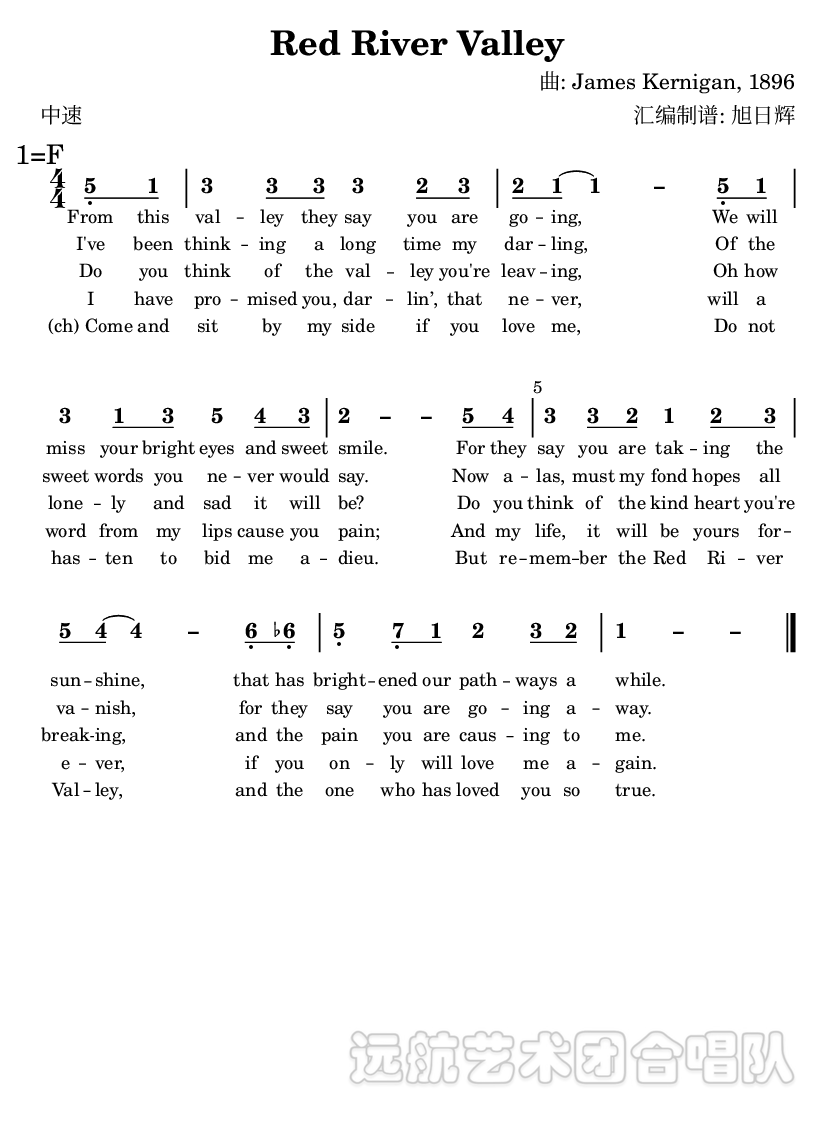 Red River Valley
曲: James Kernigan, 1896
中速 汇编制谱: 旭日辉
1=F
4/4 5 1 | 3 3 3 3 2 3 | 2 1 1 – 5 1 |
From this val – ley they say you are go – ing, We will
I've been think – ing a long time my dar – ling, Of the
Do you think of the val – ley you're leav – ing, Oh how
I have pro – mised you, dar – lin’, that ne – ver, will a
(ch) Come and sit by my side if you love me, Do not
5
3 1 3 5 4 3 | 2 – – 5 4 | 3 3 2 1 2 3 |
miss your bright eyes and sweet smile. For they say you are tak – ing the
sweet words you ne – ver would say. Now a – las, must my fond hopes all
lone – ly and sad it will be? Do you think of the kind heart you're
word from my lips cause you pain; And my life, it will be yours for –
has – ten to bid me a – dieu. But re – mem – ber the Red Ri – ver
5 4 4 – 6 ♭6 | 5 7 1 2 3 2 | 1 – – ‖
sun – shine, that has bright – ened our path – ways a while.
va – nish, for they say you are go – ing a – way.
break-ing, and the pain you are caus – ing to me.
e – ver, if you on – ly will love me a – gain.
Val – ley, and the one who has loved you so true.
远航艺术团合唱队